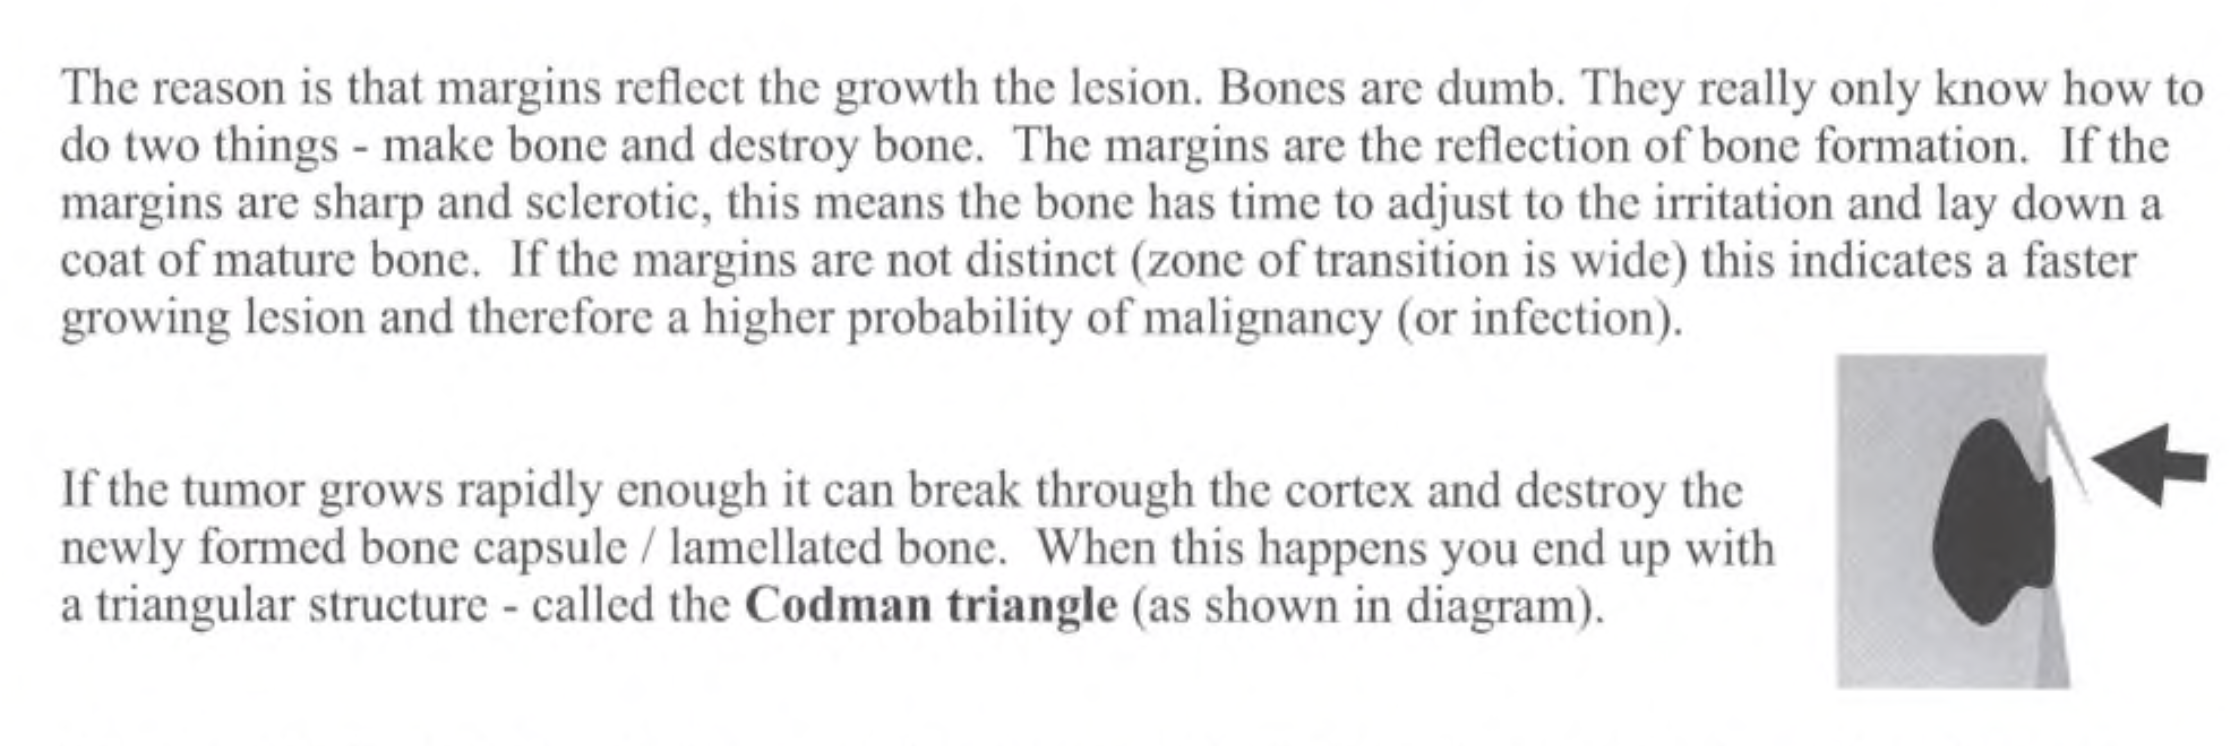 The reason is that margins reflect the growth the lesion. Bones are dumb. They really only know how to
do two things - make bone and destroy bone. The margins are the reflection of bone formation. If the
margins are sharp and sclerotic, this means the bone has time to adjust to the irritation and lay down a
coat of mature bone. If the margins are not distinct (zone of transition is wide) this indicates a faster
growing lesion and therefore a higher probability of malignancy (or infection).
If the tumor grows rapidly enough it can break through the cortex and destroy the
newly formed bone capsule / lamellated bone. When this happens you end up with
a triangular structure - called the Codman triangle (as shown in diagram).